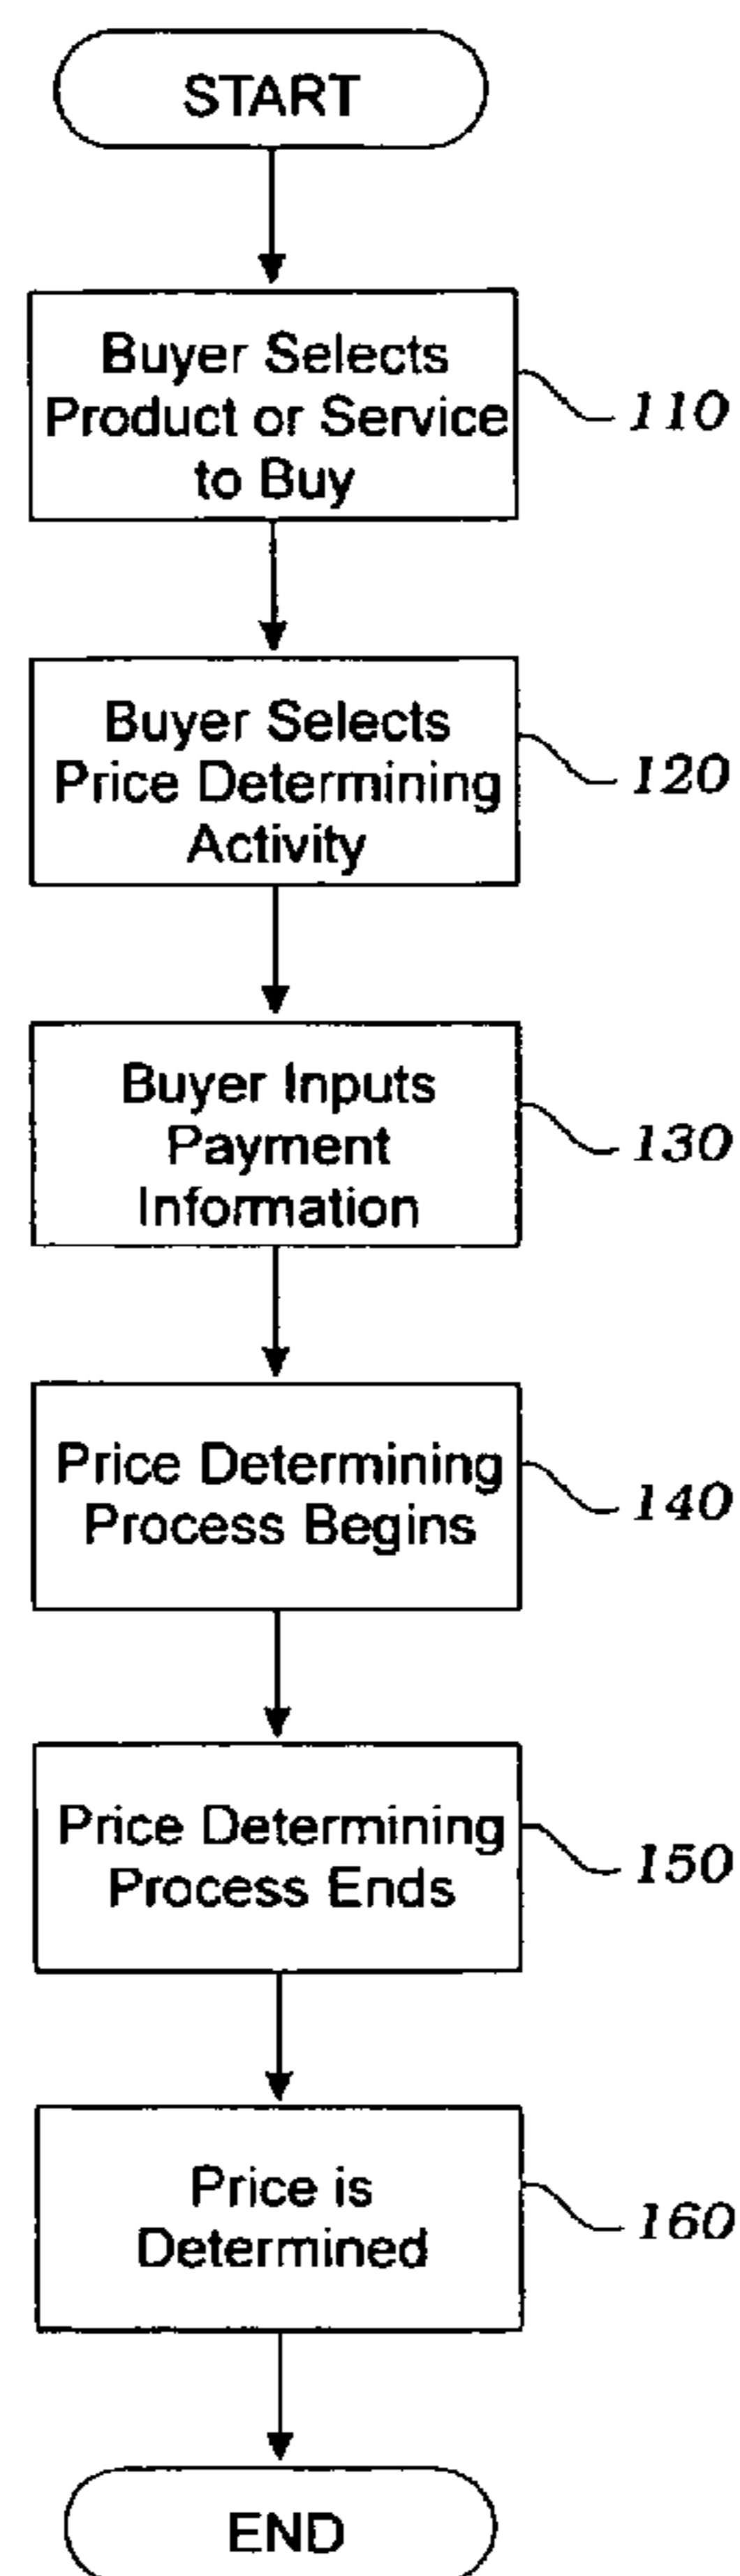 START
Buyer Selects
Product or Service
to Buy
110
Buyer Selects
Price Determining
Activity
120
Buyer Inputs
Payment
Information
130
Price Determining
Process Begins
140
Price Determining
Process Ends
150
Price is
Determined
160
END